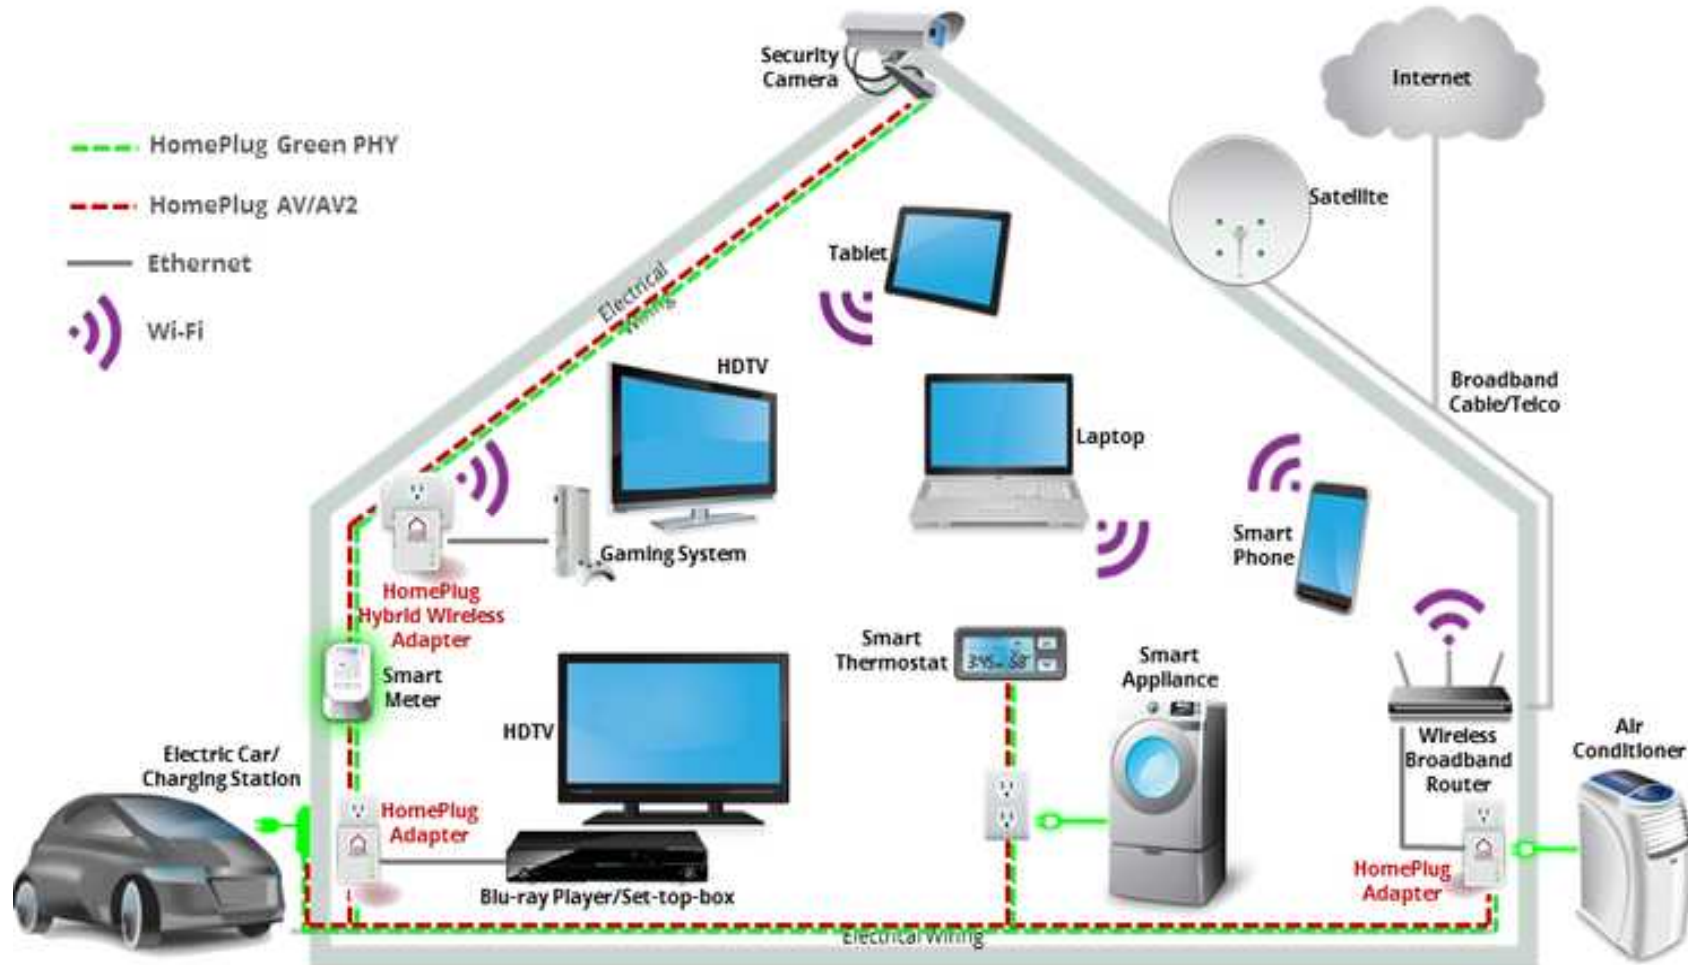 Security
Camera
Internet
HomePlug Green PHY
HomePlug AV/AV2
Ethernet
Wi-Fi
Satellite
Tablet
Electrical
Wiring
HDTV
Broadband
Cable/Telco
Laptop
Smart
Phone
Gaming System
HomePlug
Hybrid Wireless
Adapter
Smart
Meter
Smart
Thermostat
3:45
68°
Smart
Appliance
HDTV
Wireless
Broadband
Router
Air
Conditioner
Electric Car/
Charging Station
HomePlug
Adapter
HomePlug
Adapter
Blu-ray Player/Set-top-box
Electrical Wiring